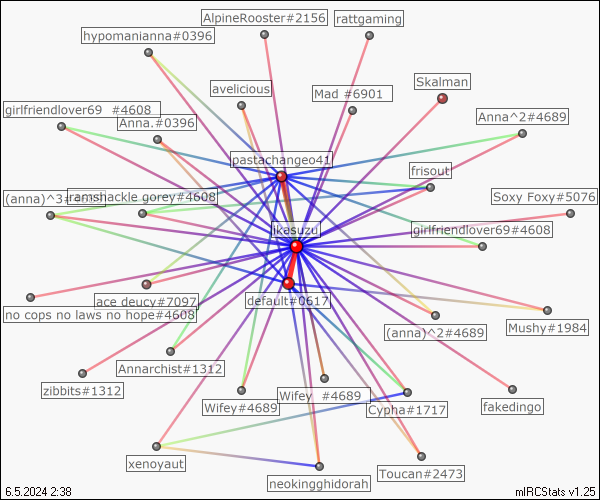 AlpineRooster#2156
rattgaming
hypomanianna#0396
avelicious
Mad #6901
Skalman
girlfriendlover69 #4608
Anna.#0396
Anna^2#4689
pastachangeo41
frisout
(anna)^3#
ramshackle gorey#4608
Soxy Foxy#5076
ikasuzu
girlfriendlover69#4608
ace deucy#7097
default#0617
no cops no laws no hope#4608
(anna)^2#4689
Mushy#1984
Annarchist#1312
zibbits#1312
Wifey#4689
Wifey #4689
Cypha#1717
fakedingo
xenoyaut
neokingghidorah
Toucan#2473
6.5.2024 2:38
mIRCStats v1.25